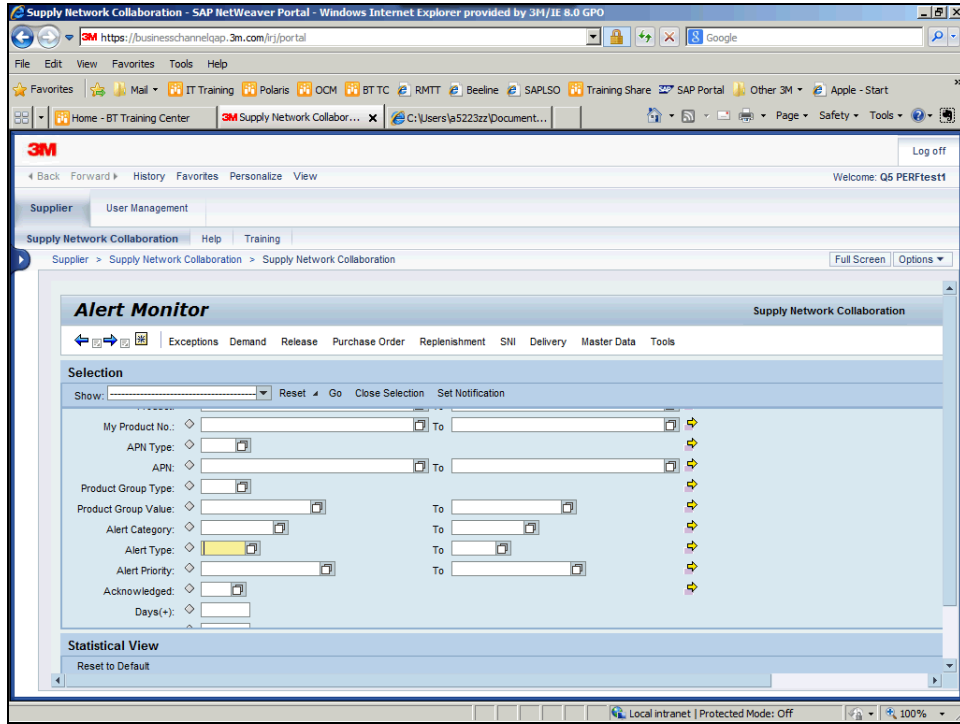 Supply Network Collaboration - SAP NetWeaver Portal - Windows Internet Explorer provided by 3M/IE 8.0 GPO
3M https://businesschannelqap.3m.com/irj/portal
Google
File Edit View Favorites Tools Help
Favorites Mail IT Training Polaris OCM BT TC RMTT Beeline SAPLSO Training Share SAP Portal Other 3M Apple - Start
Home - BT Training Center 3M Supply Network Collabor... X C:\Users\a5223zz\Document... Page Safety Tools
3M Log off
Back Forward History Favorites Personalize View Welcome: Q5 PERFtest1
Supplier User Management
Supply Network Collaboration Help Training
Supplier > Supply Network Collaboration > Supply Network Collaboration Full Screen Options
Alert Monitor Supply Network Collaboration
Exceptions Demand Release Purchase Order Replenishment SNI Delivery Master Data Tools
Selection
Show: Reset Go Close Selection Set Notification
My Product No.: To
APN Type:
APN: To
Product Group Type:
Product Group Value: To
Alert Category: To
Alert Type: To
Alert Priority: To
Acknowledged:
Days(+):
Statistical View
Reset to Default
Local intranet | Protected Mode: Off 100%